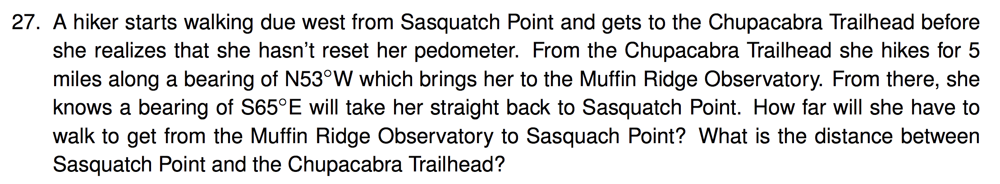 27. A hiker starts walking due west from Sasquatch Point and gets to the Chupacabra Trailhead before
she realizes that she hasn't reset her pedometer. From the Chupacabra Trailhead she hikes for 5
miles along a bearing of N53°W which brings her to the Muffin Ridge Observatory. From there, she
knows a bearing of S65°E will take her straight back to Sasquatch Point. How far will she have to
walk to get from the Muffin Ridge Observatory to Sasquach Point? What is the distance between
Sasquatch Point and the Chupacabra Trailhead?